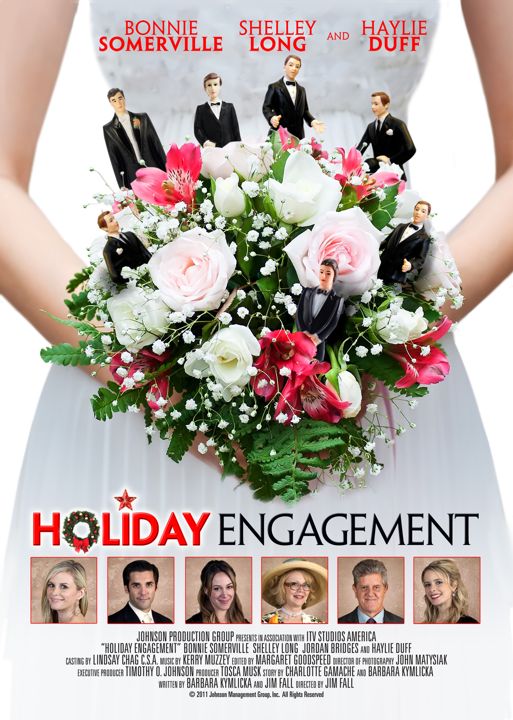 BONNIE SOMERVILLE SHELLEY LONG AND HAYLIE DUFF
HOLIDAY ENGAGEMENT
JOHNSON PRODUCTION GROUP PRESENTS IN ASSOCIATION WITH ITV STUDIOS AMERICA
"HOLIDAY ENGAGEMENT" BONNIE SOMERVILLE SHELLEY LONG JORDAN BRIDGES AND HAYLIE DUFF
CASTING BY LINDSAY CHAG C.S.A. MUSIC BY KERRY MUZZEY EDITED BY MARGARET GOODSPEED DIRECTOR OF PHOTOGRAPHY JOHN MATYSIAK
EXECUTIVE PRODUCER TIMOTHY O. JOHNSON PRODUCER TOSCA MUSK STORY BY CHARLOTTE GAMACHE AND BARBARA KYMLICKA
WRITTEN BY BARBARA KYMLICKA AND JIM FALL DIRECTED BY JIM FALL
© 2011 Johnson Management Group, Inc. All Rights Reserved